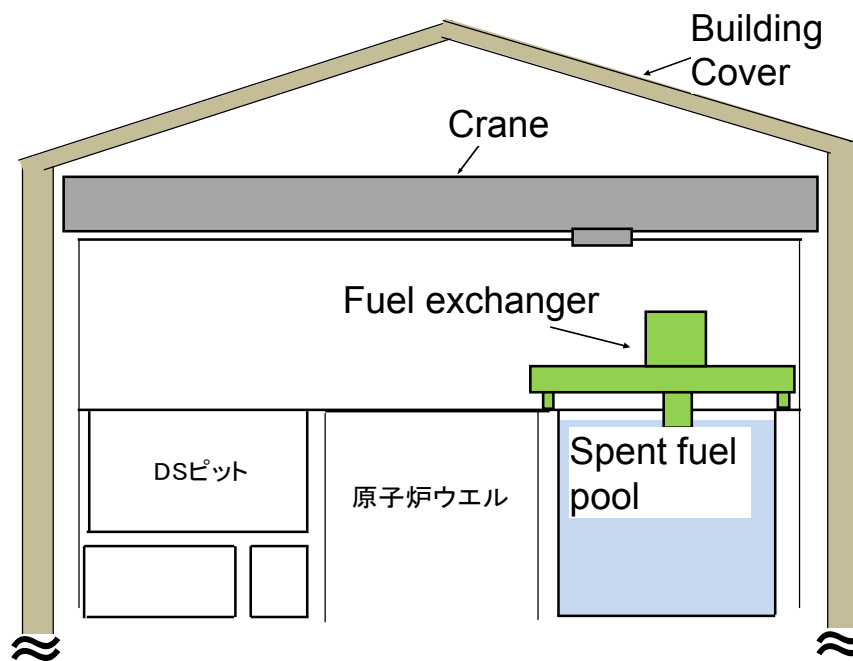 Building
Cover
Crane
Fuel exchanger
DSピット
原子炉ウエル
Spent fuel
pool